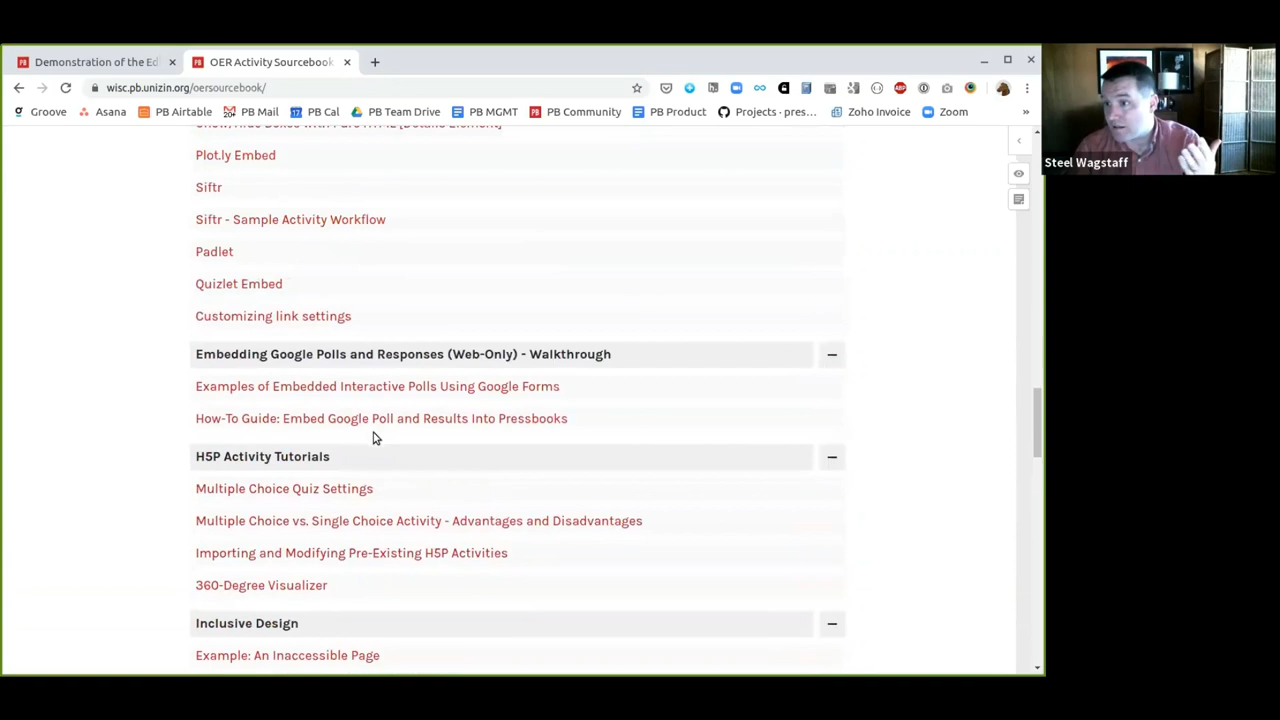 Demonstration of the Ed
OER Activity Sourcebook
wisc.pb.unizin.org/oersourcebook/
Groove
Asana
PB Airtable
PB Mail
PB Cal
PB Team Drive
PB MGMT
PB Community
PB Product
Projects · pres…
Zoho Invoice
Zoom
Steel Wagstaff
Plot.ly Embed
Siftr
Siftr - Sample Activity Workflow
Padlet
Quizlet Embed
Customizing link settings
Embedding Google Polls and Responses (Web-Only) - Walkthrough
Examples of Embedded Interactive Polls Using Google Forms
How-To Guide: Embed Google Poll and Results Into Pressbooks
H5P Activity Tutorials
Multiple Choice Quiz Settings
Multiple Choice vs. Single Choice Activity - Advantages and Disadvantages
Importing and Modifying Pre-Existing H5P Activities
360-Degree Visualizer
Inclusive Design
Example: An Inaccessible Page